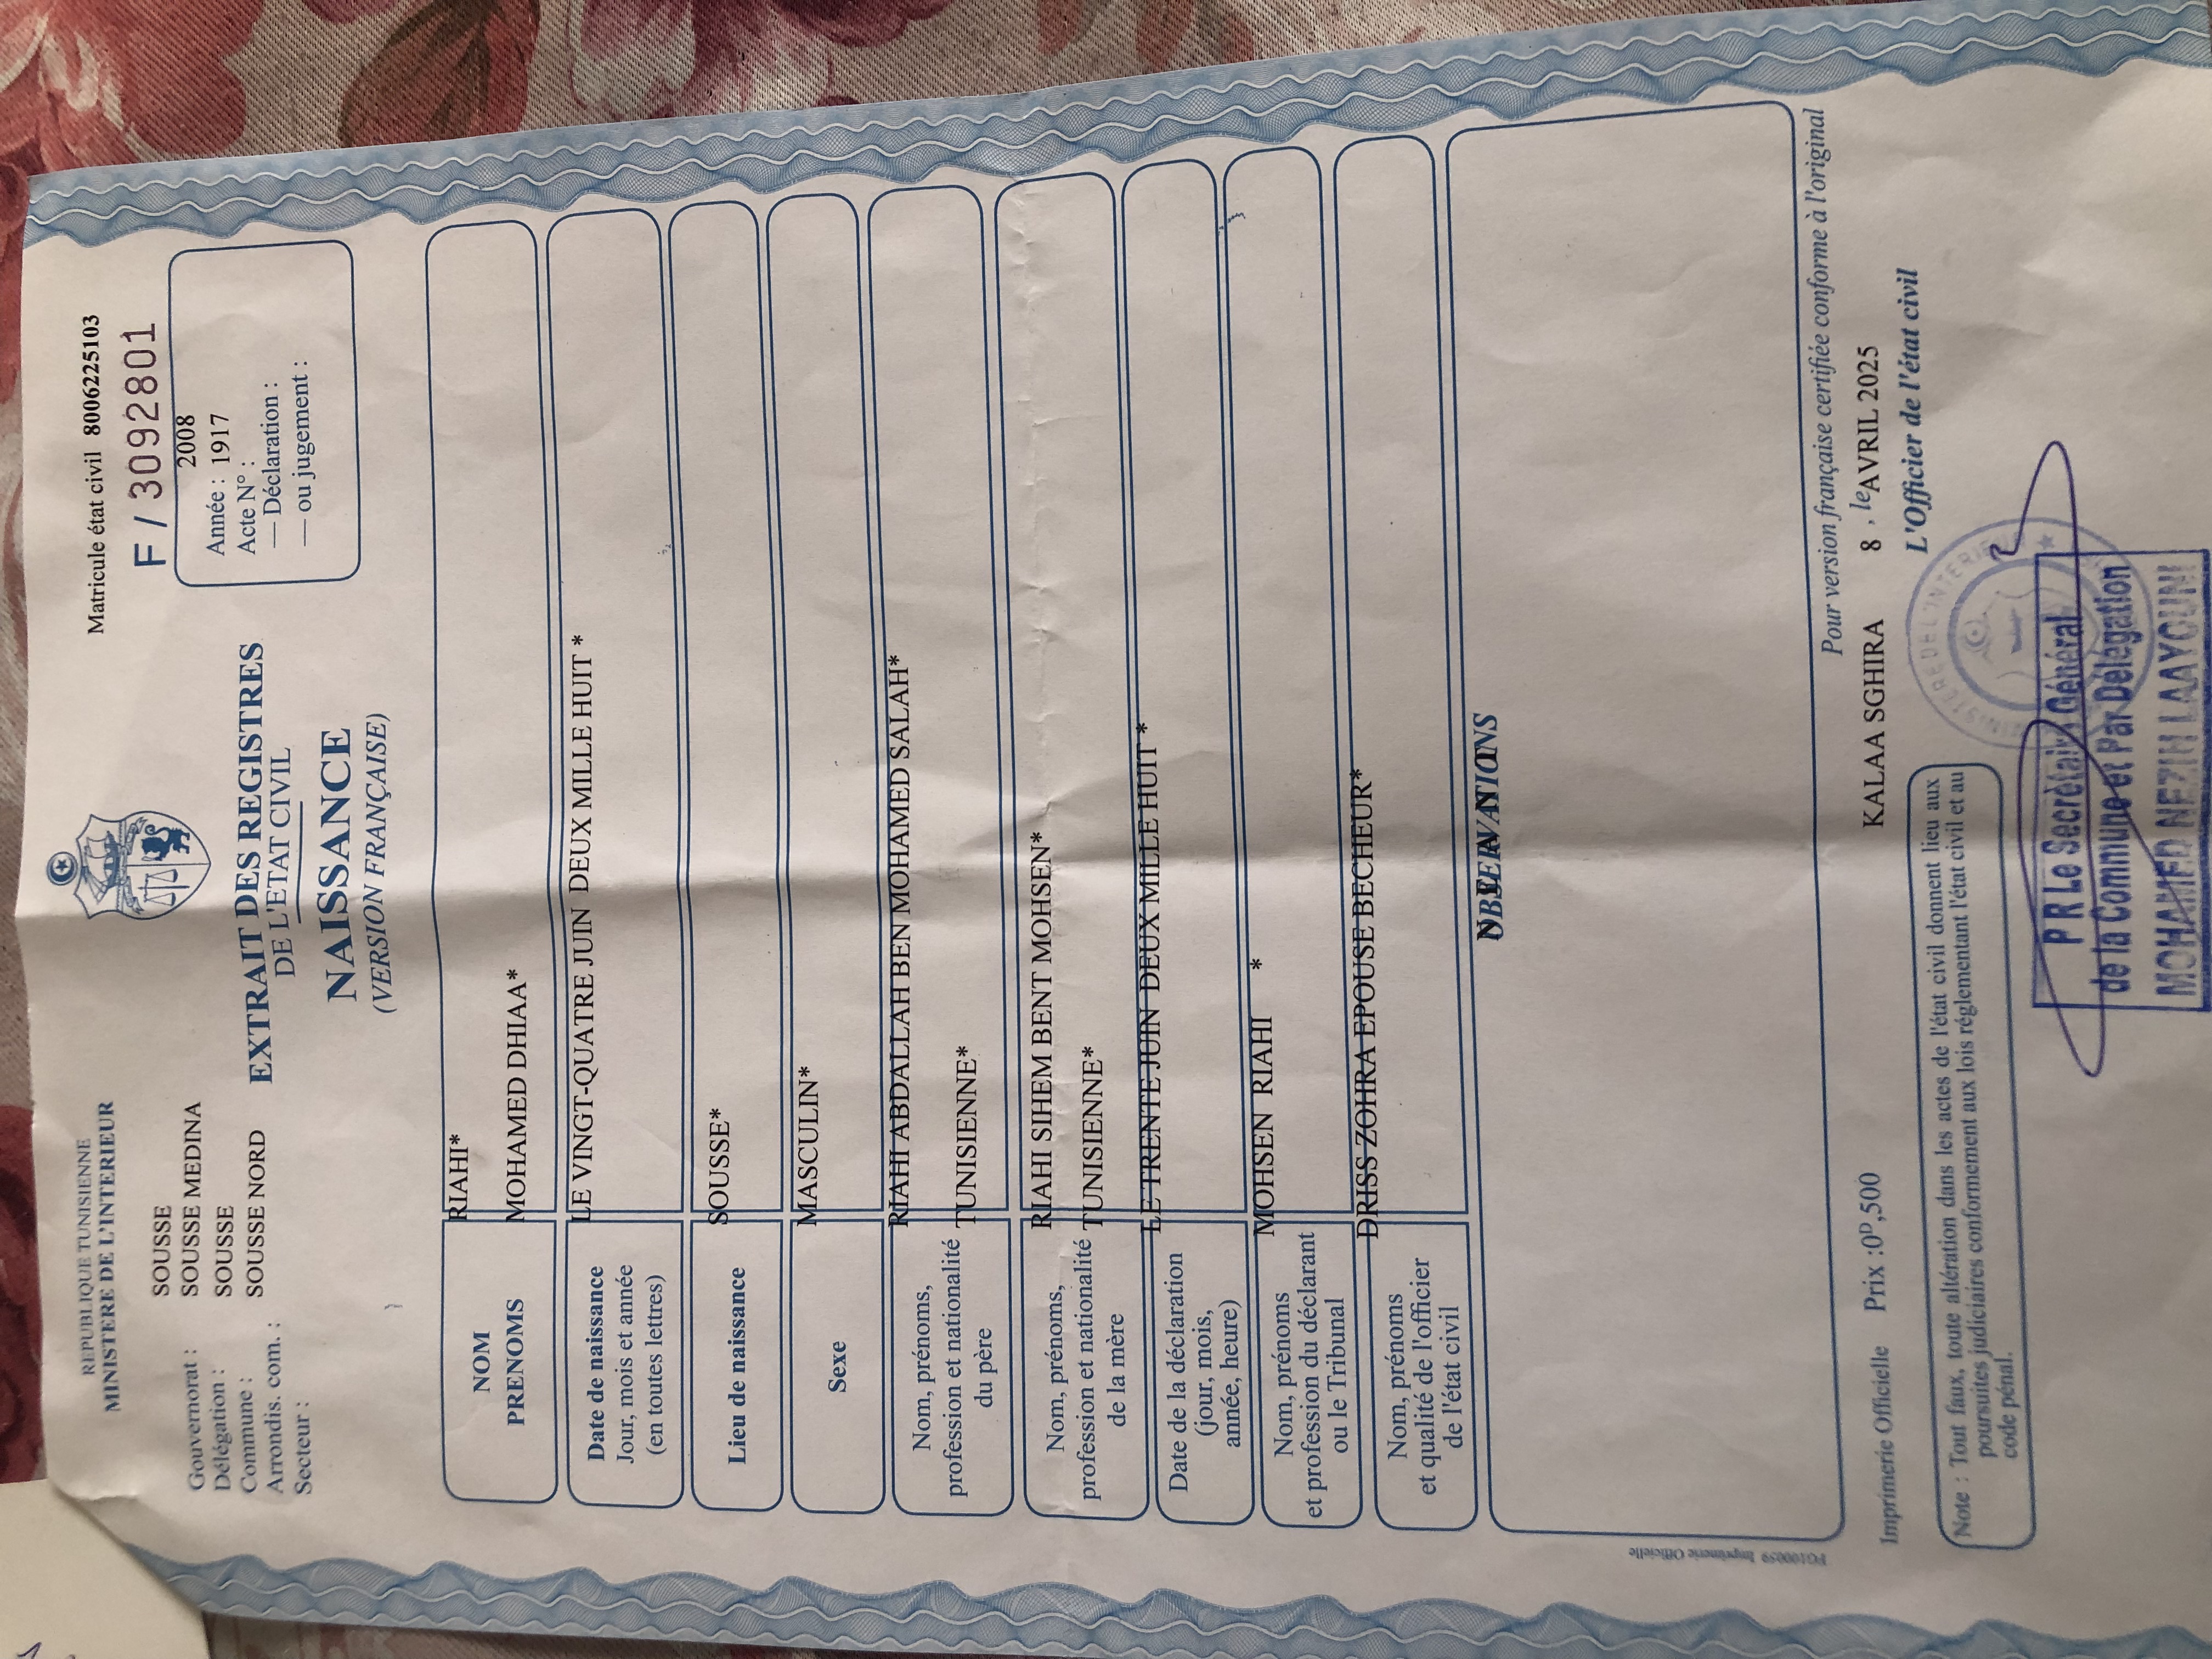 REPUBLIQUE TUNISIENNE
MINISTERE DE L'INTERIEUR
Matricule état civil 8006225103
F / 3092801
Gouvernorat : SOUSSE
Délégation : SOUSSE MEDINA
Commune : SOUSSE
Arrondis. com. : SOUSSE NORD
Secteur :
2008
Année : 1917
Acte N° :
— Déclaration :
— ou jugement :
EXTRAIT DES REGISTRES
DE L'ETAT CIVIL
NAISSANCE
(VERSION FRANÇAISE)
NOM RIAHI*
PRENOMS MOHAMED DHIAA*
Date de naissance LE VINGT-QUATRE JUIN DEUX MILLE HUIT *
Jour, mois et année
(en toutes lettres)
Lieu de naissance SOUSSE*
Sexe MASCULIN*
Nom, prénoms, RIAHI ABDALLAH BEN MOHAMED SALAH*
profession et nationalité TUNISIENNE*
du père
Nom, prénoms, RIAHI SIHEM BENT MOHSEN*
profession et nationalité TUNISIENNE*
de la mère
Date de la déclaration LE TRENTE JUIN DEUX MILLE HUIT *
(jour, mois,
année, heure)
Nom, prénoms MOHSEN RIAHI *
et profession du déclarant
ou le Tribunal
Nom, prénoms DRISS ZOHRA EPOUSE BECHEUR*
et qualité de l'officier
de l'état civil
OBSERVATIONS
Pour version française certifiée conforme à l'original
Imprimerie Officielle Prix :0D,500
KALAA SGHIRA 8 , le AVRIL 2025
L'Officier de l'état civil
Note : Tout faux, toute altération dans les actes de l'état civil donnent lieu aux
poursuites judiciaires conformement aux lois réglementant l'état civil et au
code pénal.
P R Le Secrétaire Général
de la Commune et Par Délégation
MOHAMED NEZIH LAAYOUNI
MINISTERE DE L'INTERIEUR
Imprimerie Officielle